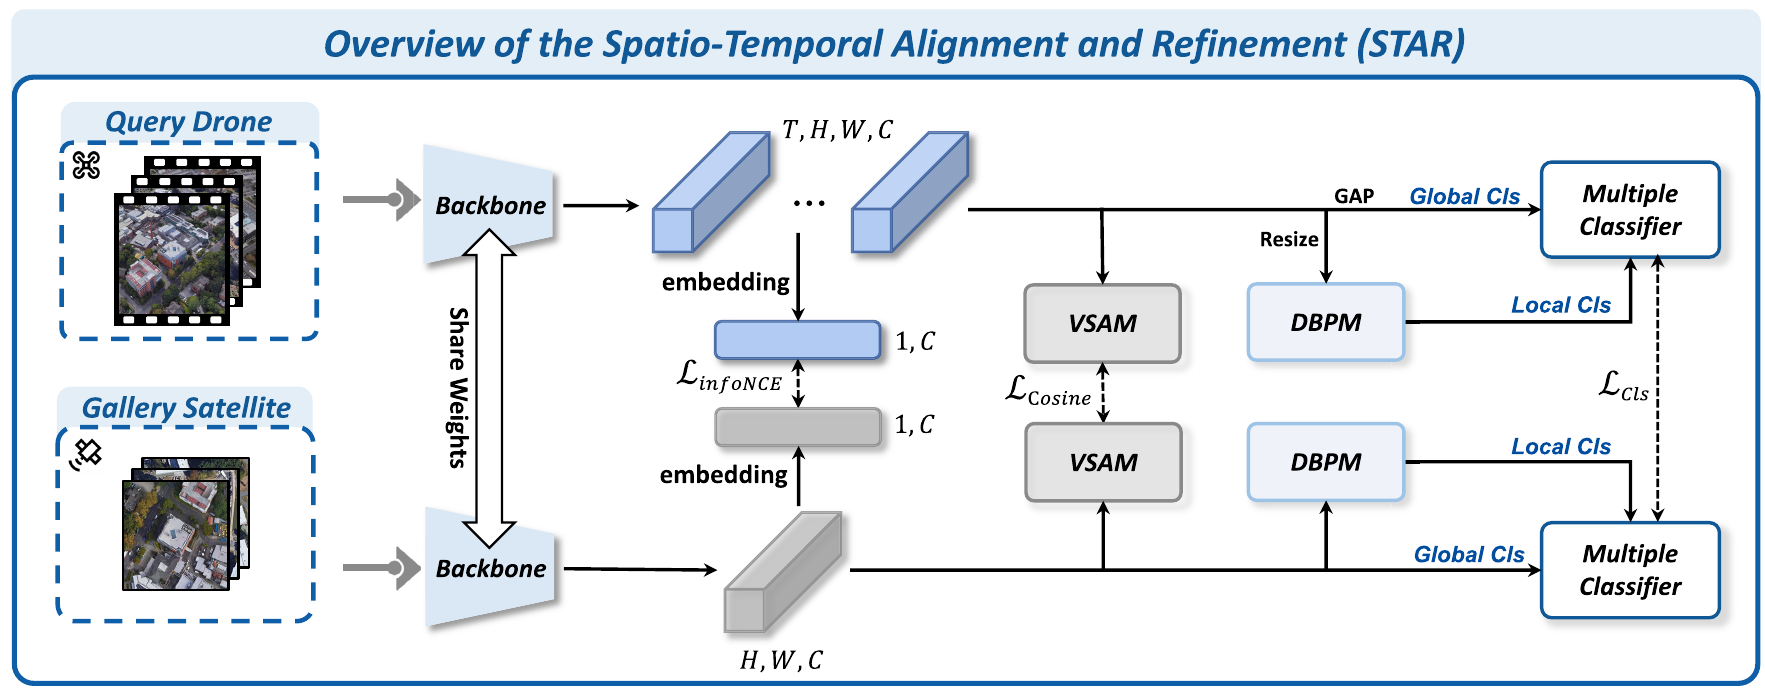 Overview of the Spatio-Temporal Alignment and Refinement (STAR)
Query Drone
Backbone
T, H, W, C
...
embedding
1, C
GAP
Global Cls
Resize
Multiple
Classifier
VSAM
DBPM
Local Cls
Share Weights
ℒinfoNCE
ℒCosine
ℒCls
Gallery Satellite
1, C
embedding
VSAM
DBPM
Local Cls
Backbone
Global Cls
Multiple
Classifier
H, W, C